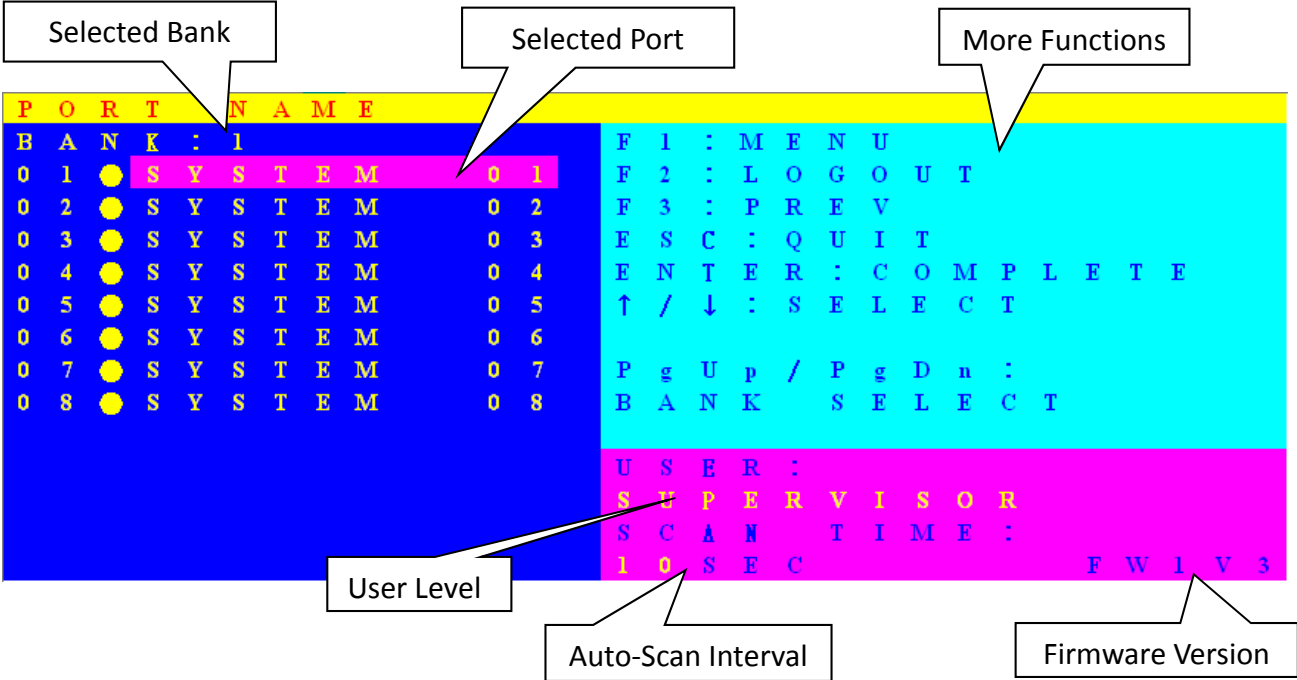 Selected Bank
Selected Port
More Functions
PORT NAME
BANK:1
01 SYSTEM 01
02 SYSTEM 02
03 SYSTEM 03
04 SYSTEM 04
05 SYSTEM 05
06 SYSTEM 06
07 SYSTEM 07
08 SYSTEM 08
F1:MENU
F2:LOGOUT
F3:PREV
ESC:QUIT
ENTER:COMPLETE
↑/↓:SELECT
PgUp/PgDn:
BANK SELECT
USER:
SUPERVISOR
SCAN TIME:
10SEC FW1V3
User Level
Auto-Scan Interval
Firmware Version